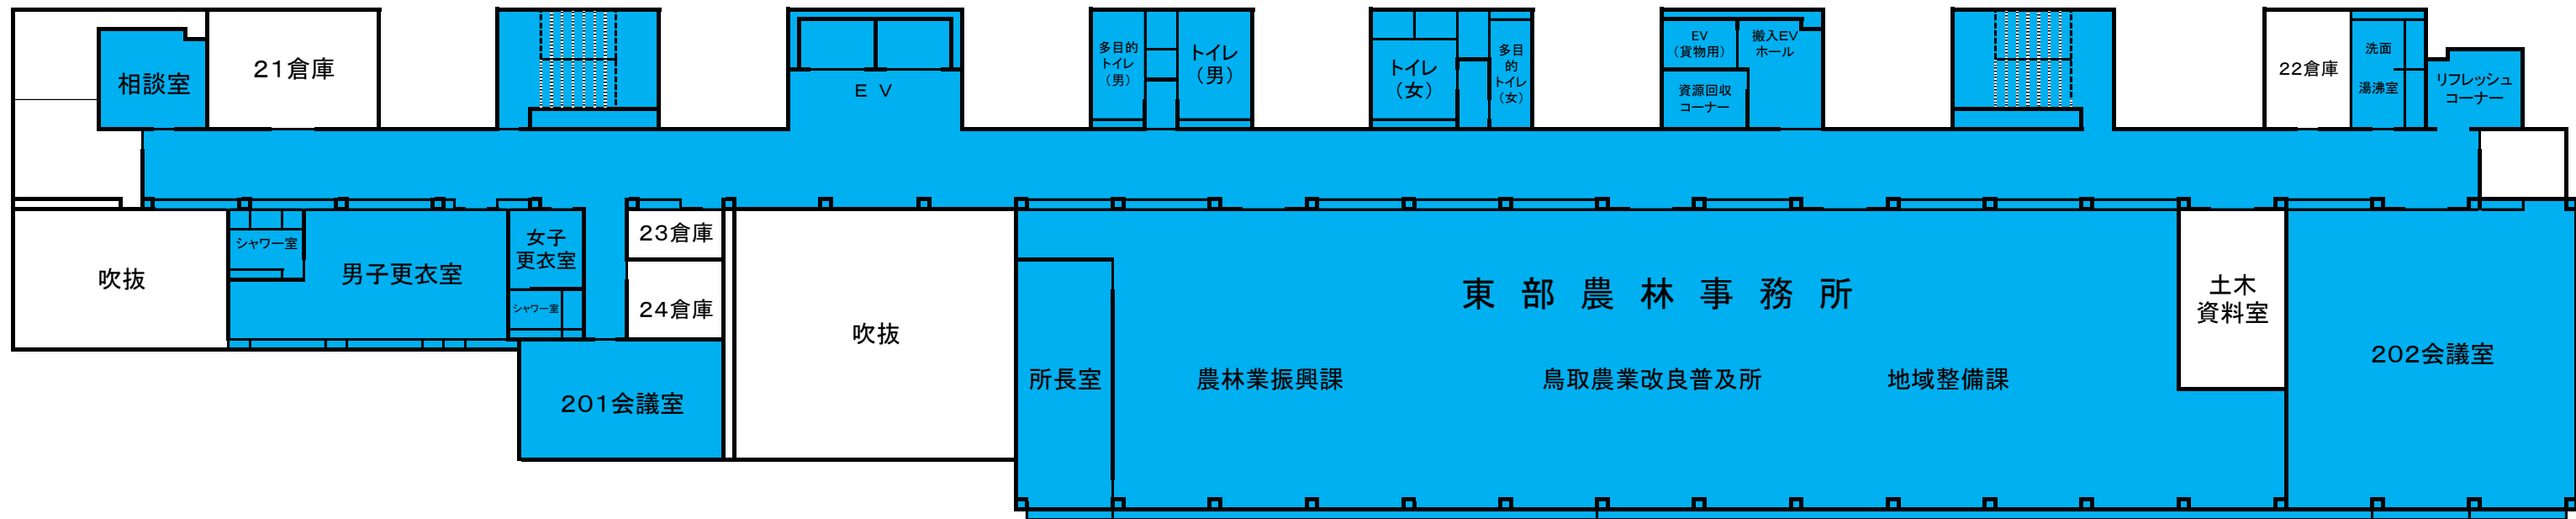 相談室
21倉庫
EV
多目的
トイレ
(男)
トイレ
(男)
トイレ
(女)
多目
的
トイレ
(女)
EV
(貨物用)
搬入EV
ホール
資源回収
コーナー
22倉庫
洗面
湯沸室
リフレッシュ
コーナー
吹抜
シャワー室
男子更衣室
女子
更衣室
シャワー室
23倉庫
24倉庫
201会議室
吹抜
東部農林事務所
所長室
農林業振興課
鳥取農業改良普及所
地域整備課
土木
資料室
202会議室